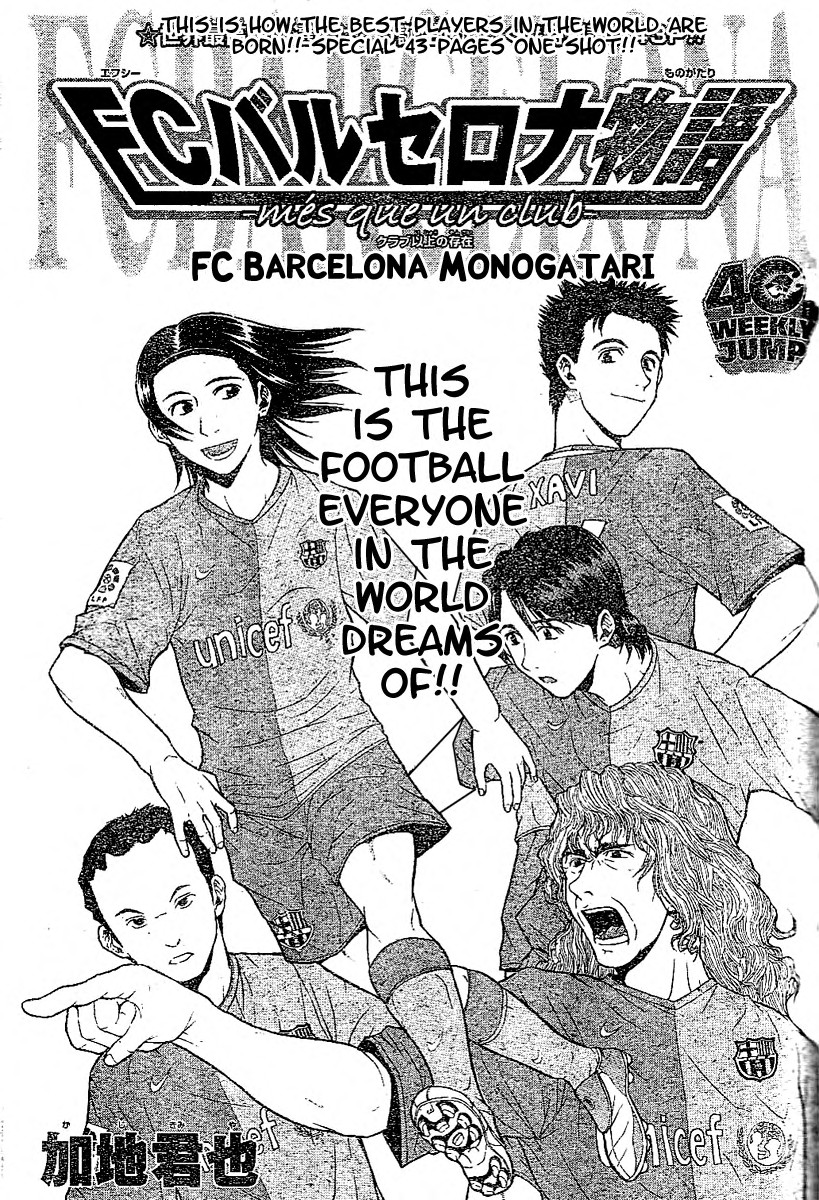 THIS IS HOW THE BEST PLAYERS IN THE WORLD ARE
BORN!! SPECIAL 43 PAGES ONE SHOT!!
FC BARCELONA
エフシー
ものがたり
FCバルセロナ物語
més que un club
クラブ以上の存在
FC BARCELONA MONOGATARI
40
WEEKLY
JUMP
THIS
IS THE
FOOTBALL
EVERYONE
IN THE
WORLD
DREAMS
OF!!
XAVI
LFP
unicef
unicef
加地君也